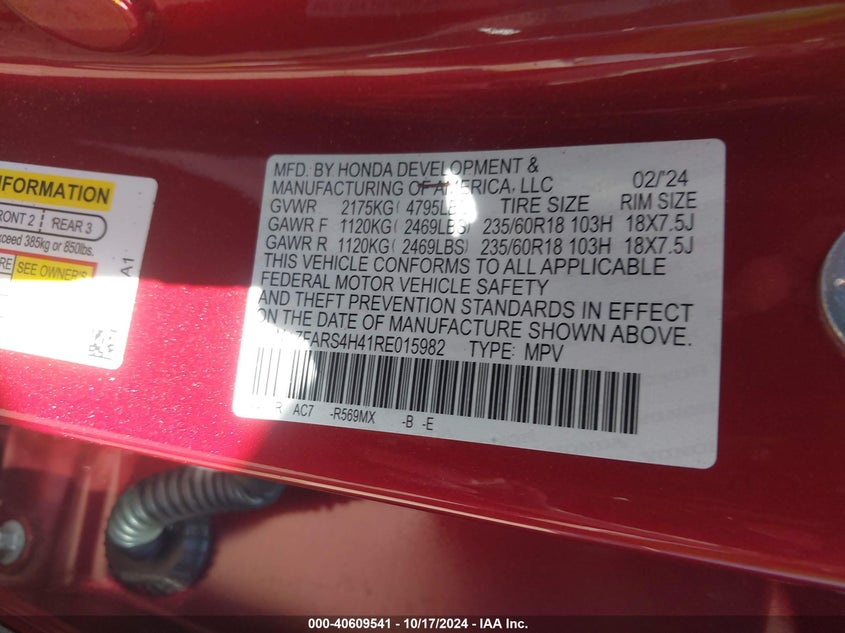 NFORMATION
RONT 2 REAR 3
xceed 385kg or 850lbs.
RE SEE OWNER'S
A1
MFD. BY HONDA DEVELOPMENT &
MANUFACTURING OF AMERICA, LLC 02/'24
GVWR 2175KG ( 4795LBS) TIRE SIZE RIM SIZE
GAWR F 1120KG ( 2469LBS) 235/60R18 103H 18X7.5J
GAWR R 1120KG ( 2469LBS) 235/60R18 103H 18X7.5J
THIS VEHICLE CONFORMS TO ALL APPLICABLE
FEDERAL MOTOR VEHICLE SAFETY
AND THEFT PREVENTION STANDARDS IN EFFECT
ON THE DATE OF MANUFACTURE SHOWN ABOVE.
7FARS4H41RE015982 TYPE: MPV
R AC7 -R569MX -B -E
000-40609541 - 10/17/2024 - IAA Inc.